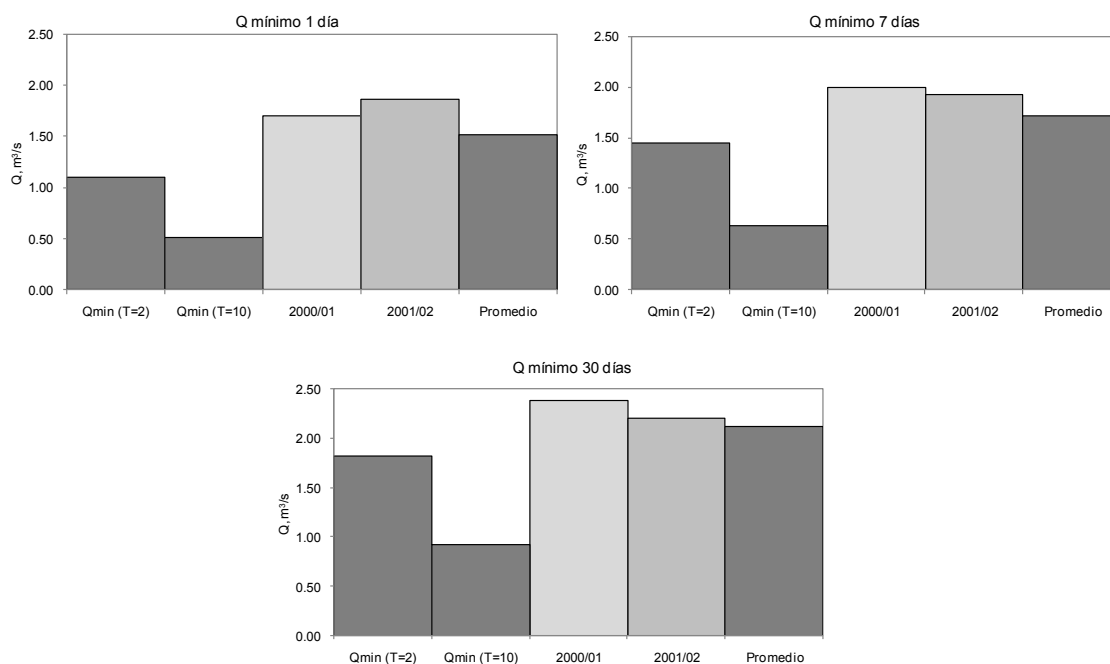 Q mínimo 1 día
2.50
2.00
1.50
1.00
0.50
0.00
Q, m³/s
Qmin (T=2) Qmin (T=10) 2000/01 2001/02 Promedio
Q mínimo 7 días
2.50
2.00
1.50
1.00
0.50
0.00
Q, m³/s
Qmin (T=2) Qmin (T=10) 2000/01 2001/02 Promedio
Q mínimo 30 días
2.50
2.00
1.50
1.00
0.50
0.00
Q, m³/s
Qmin (T=2) Qmin (T=10) 2000/01 2001/02 Promedio